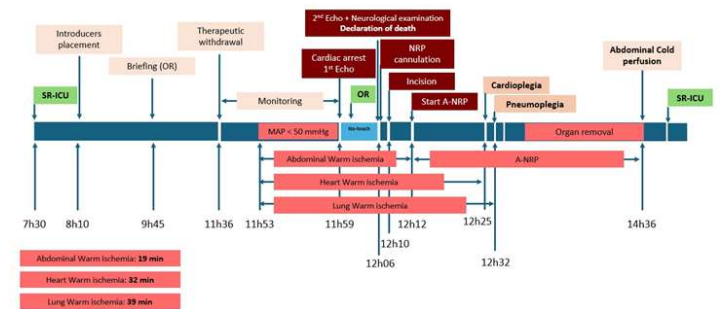 2nd Echo + Neurological examination
Declaration of death
Introducers
placement
Therapeutic
withdrawal
Cardiac arrest
1st Echo
NRP
cannulation
Abdominal Cold
perfusion
Briefing (OR)
Incision
Cardioplegia
SR-ICU
Monitoring
OR
Start A-NRP
Pneumoplegia
SR-ICU
MAP < 50 mmHg
No-touch
Organ removal
Abdominal Warm ischemia
A-NRP
Heart Warm ischemia
Lung Warm ischemia
7h30
8h10
9h45
11h36
11h53
11h59
12h06
12h10
12h12
12h25
12h32
14h36
Abdominal Warm ischemia: 19 min
Heart Warm ischemia: 32 min
Lung Warm ischemia: 39 min